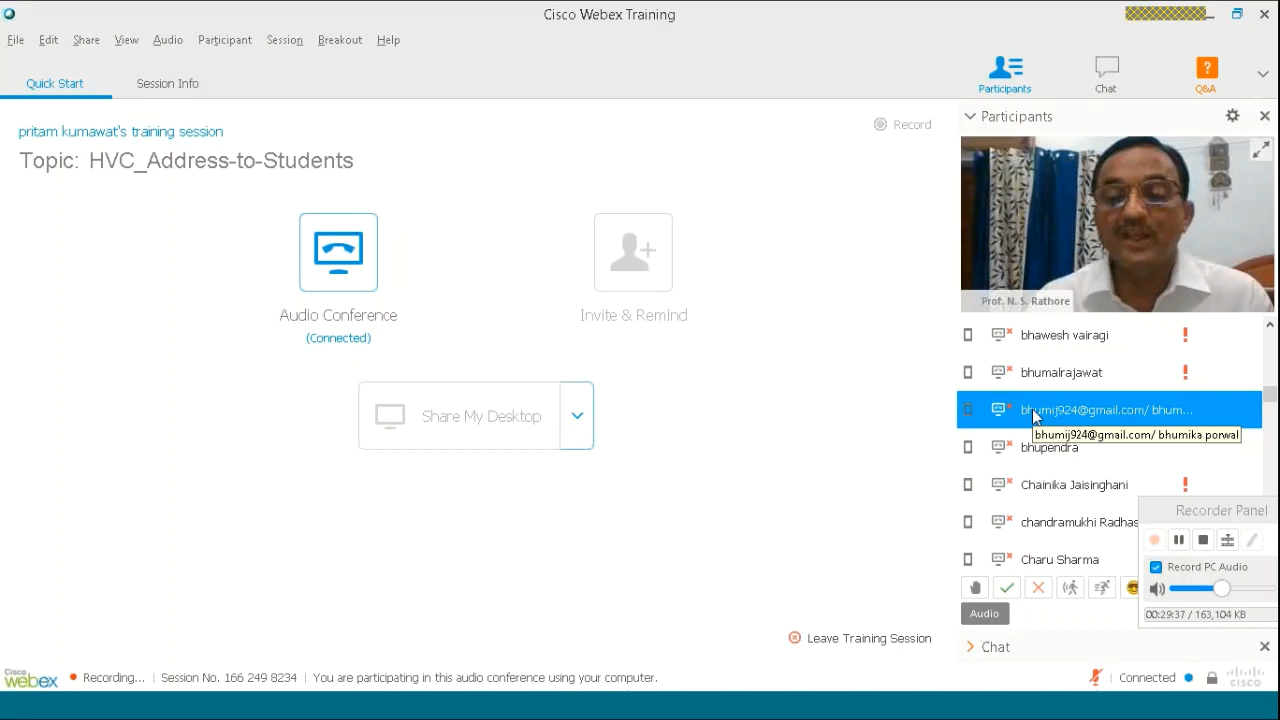 Cisco Webex Training
File Edit Share View Audio Participant Session Breakout Help
Quick Start Session Info
Participants Chat Q&A
pritam kumawat's training session
Record
Topic: HVC_Address-to-Students
Audio Conference
(Connected)
Invite & Remind
Share My Desktop
Leave Training Session
Participants
Prof. N. S. Rathore
bhawesh vairagi
bhumalrajawat
bhumij924@gmail.com/ bhum...
bhumij924@gmail.com/ bhumika porwal
bhupendra
Chainika Jaisinghani
chandramukhi Radhas
Charu Sharma
Recorder Panel
Record PC Audio
00:29:37 / 163,104 KB
Audio
Chat
Cisco webex Recording... Session No. 166 249 8234 You are participating in this audio conference using your computer. Connected cisco